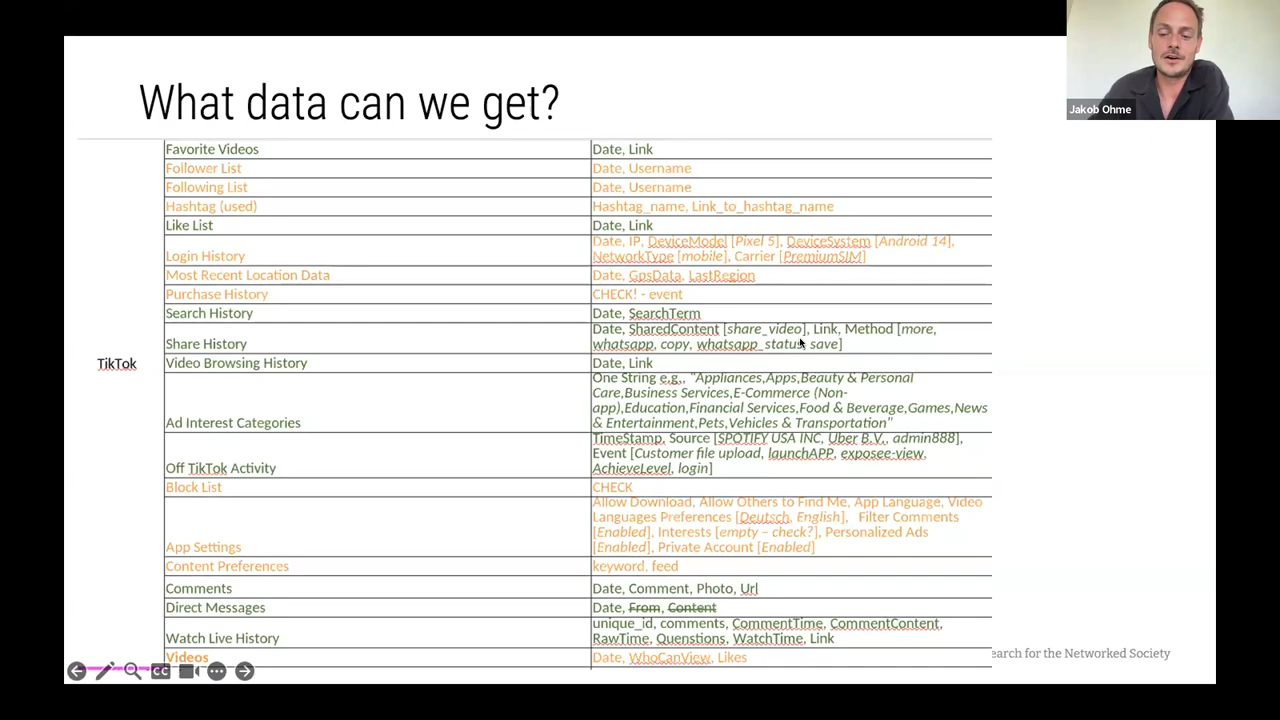 What data can we get?
Jakob Ohme
TikTok
Favorite Videos
Date, Link
Follower List
Date, Username
Following List
Date, Username
Hashtag (used)
Hashtag_name, Link_to_hashtag_name
Like List
Date, Link
Login History
Date, IP, DeviceModel [Pixel 5], DeviceSystem [Android 14],
NetworkType [mobile], Carrier [PremiumSIM]
Most Recent Location Data
Date, GpsData, LastRegion
Purchase History
CHECK! - event
Search History
Date, SearchTerm
Share History
Date, SharedContent [share_video], Link, Method [more,
whatsapp, copy, whatsapp_status, save]
Video Browsing History
Date, Link
Ad Interest Categories
One String e.g., "Appliances,Apps,Beauty & Personal
Care,Business Services,E-Commerce (Non-
app),Education,Financial Services,Food & Beverage,Games,News
& Entertainment,Pets,Vehicles & Transportation"
Off TikTok Activity
TimeStamp, Source [SPOTIFY USA INC, Uber B.V., admin888],
Event [Customer file upload, launchAPP, exposee-view,
AchieveLevel, login]
Block List
CHECK
App Settings
Allow Download, Allow Others to Find Me, App Language, Video
Languages Preferences [Deutsch, English], Filter Comments
[Enabled], Interests [empty – check?], Personalized Ads
[Enabled], Private Account [Enabled]
Content Preferences
keyword, feed
Comments
Date, Comment, Photo, Url
Direct Messages
Date, From, Content
Watch Live History
unique_id, comments, CommentTime, CommentContent,
RawTime, Quenstions, WatchTime, Link
Videos
Date, WhoCanView, Likes
CC
earch for the Networked Society